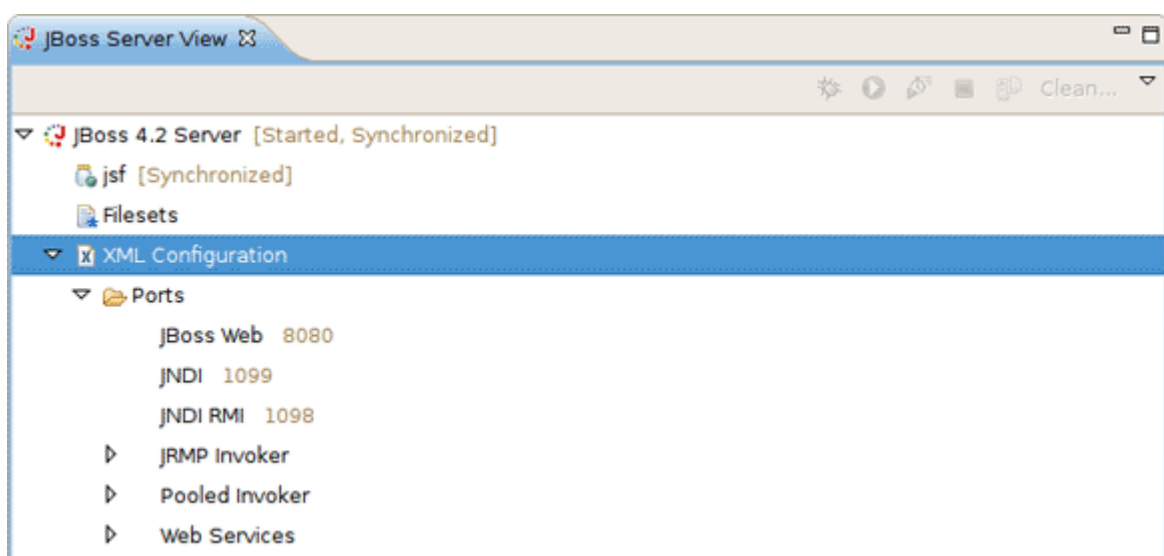 JBoss Server View
Clean...
JBoss 4.2 Server [Started, Synchronized]
jsf [Synchronized]
Filesets
XML Configuration
Ports
JBoss Web 8080
JNDI 1099
JNDI RMI 1098
JRMP Invoker
Pooled Invoker
Web Services